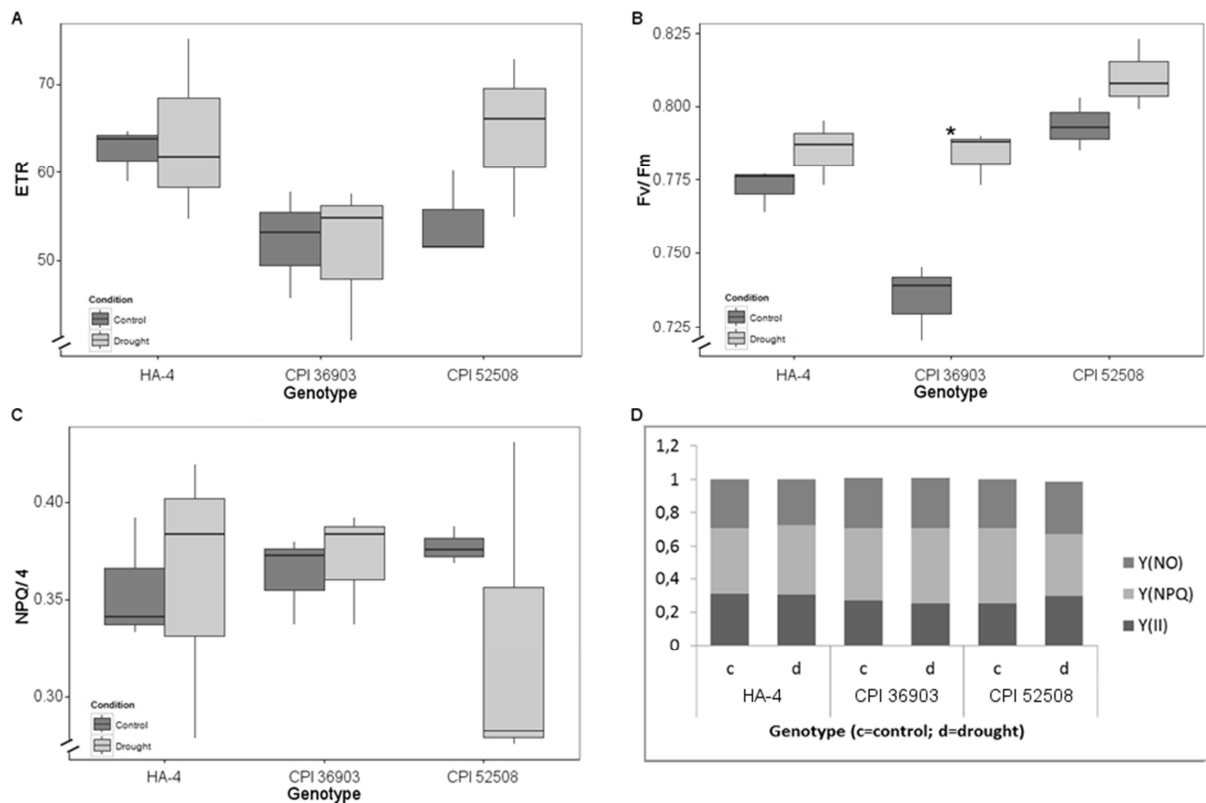 A
ETR
70
60
50
Condition
Control
Drought
HA-4 CPI 36903 CPI 52508
Genotype
B
Fv/ Fm
0.825
0.800
0.775
0.750
0.725
*
Condition
Control
Drought
HA-4 CPI 36903 CPI 52508
Genotype
C
NPQ/ 4
0.40
0.35
0.30
Condition
Control
Drought
HA-4 CPI 36903 CPI 52508
Genotype
D
1,2
1
0,8
0,6
0,4
0,2
0
Y(NO)
Y(NPQ)
Y(II)
c d c d c d
HA-4 CPI 36903 CPI 52508
Genotype (c=control; d=drought)